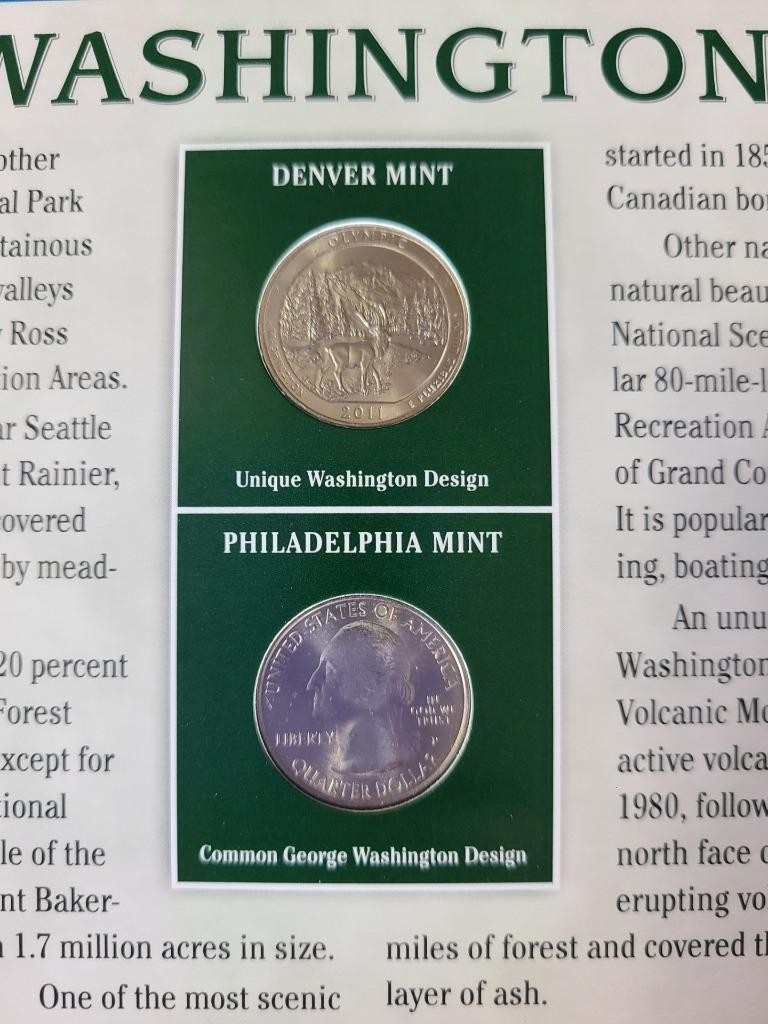 WASHINGTON
other
al Park
tainous
valleys
Ross
ion Areas.
ar Seattle
t Rainier,
overed
by mead-
20 percent
Forest
xcept for
tional
le of the
nt Baker-
1.7 million acres in size.
One of the most scenic
DENVER MINT
OLYMPIC
2011
E PLURIBUS
Unique Washington Design
PHILADELPHIA MINT
UNITED STATES OF AMERICA
IN
GOD WE
TRUST
LIBERTY
P
QUARTER DOLLAR
Common George Washington Design
started in 185
Canadian bo
Other na
natural beau
National Sce
lar 80-mile-l
Recreation A
of Grand Co
It is popular
ing, boating
An unu
Washington
Volcanic Mo
active volca
1980, follow
north face o
erupting vo
miles of forest and covered th
layer of ash.